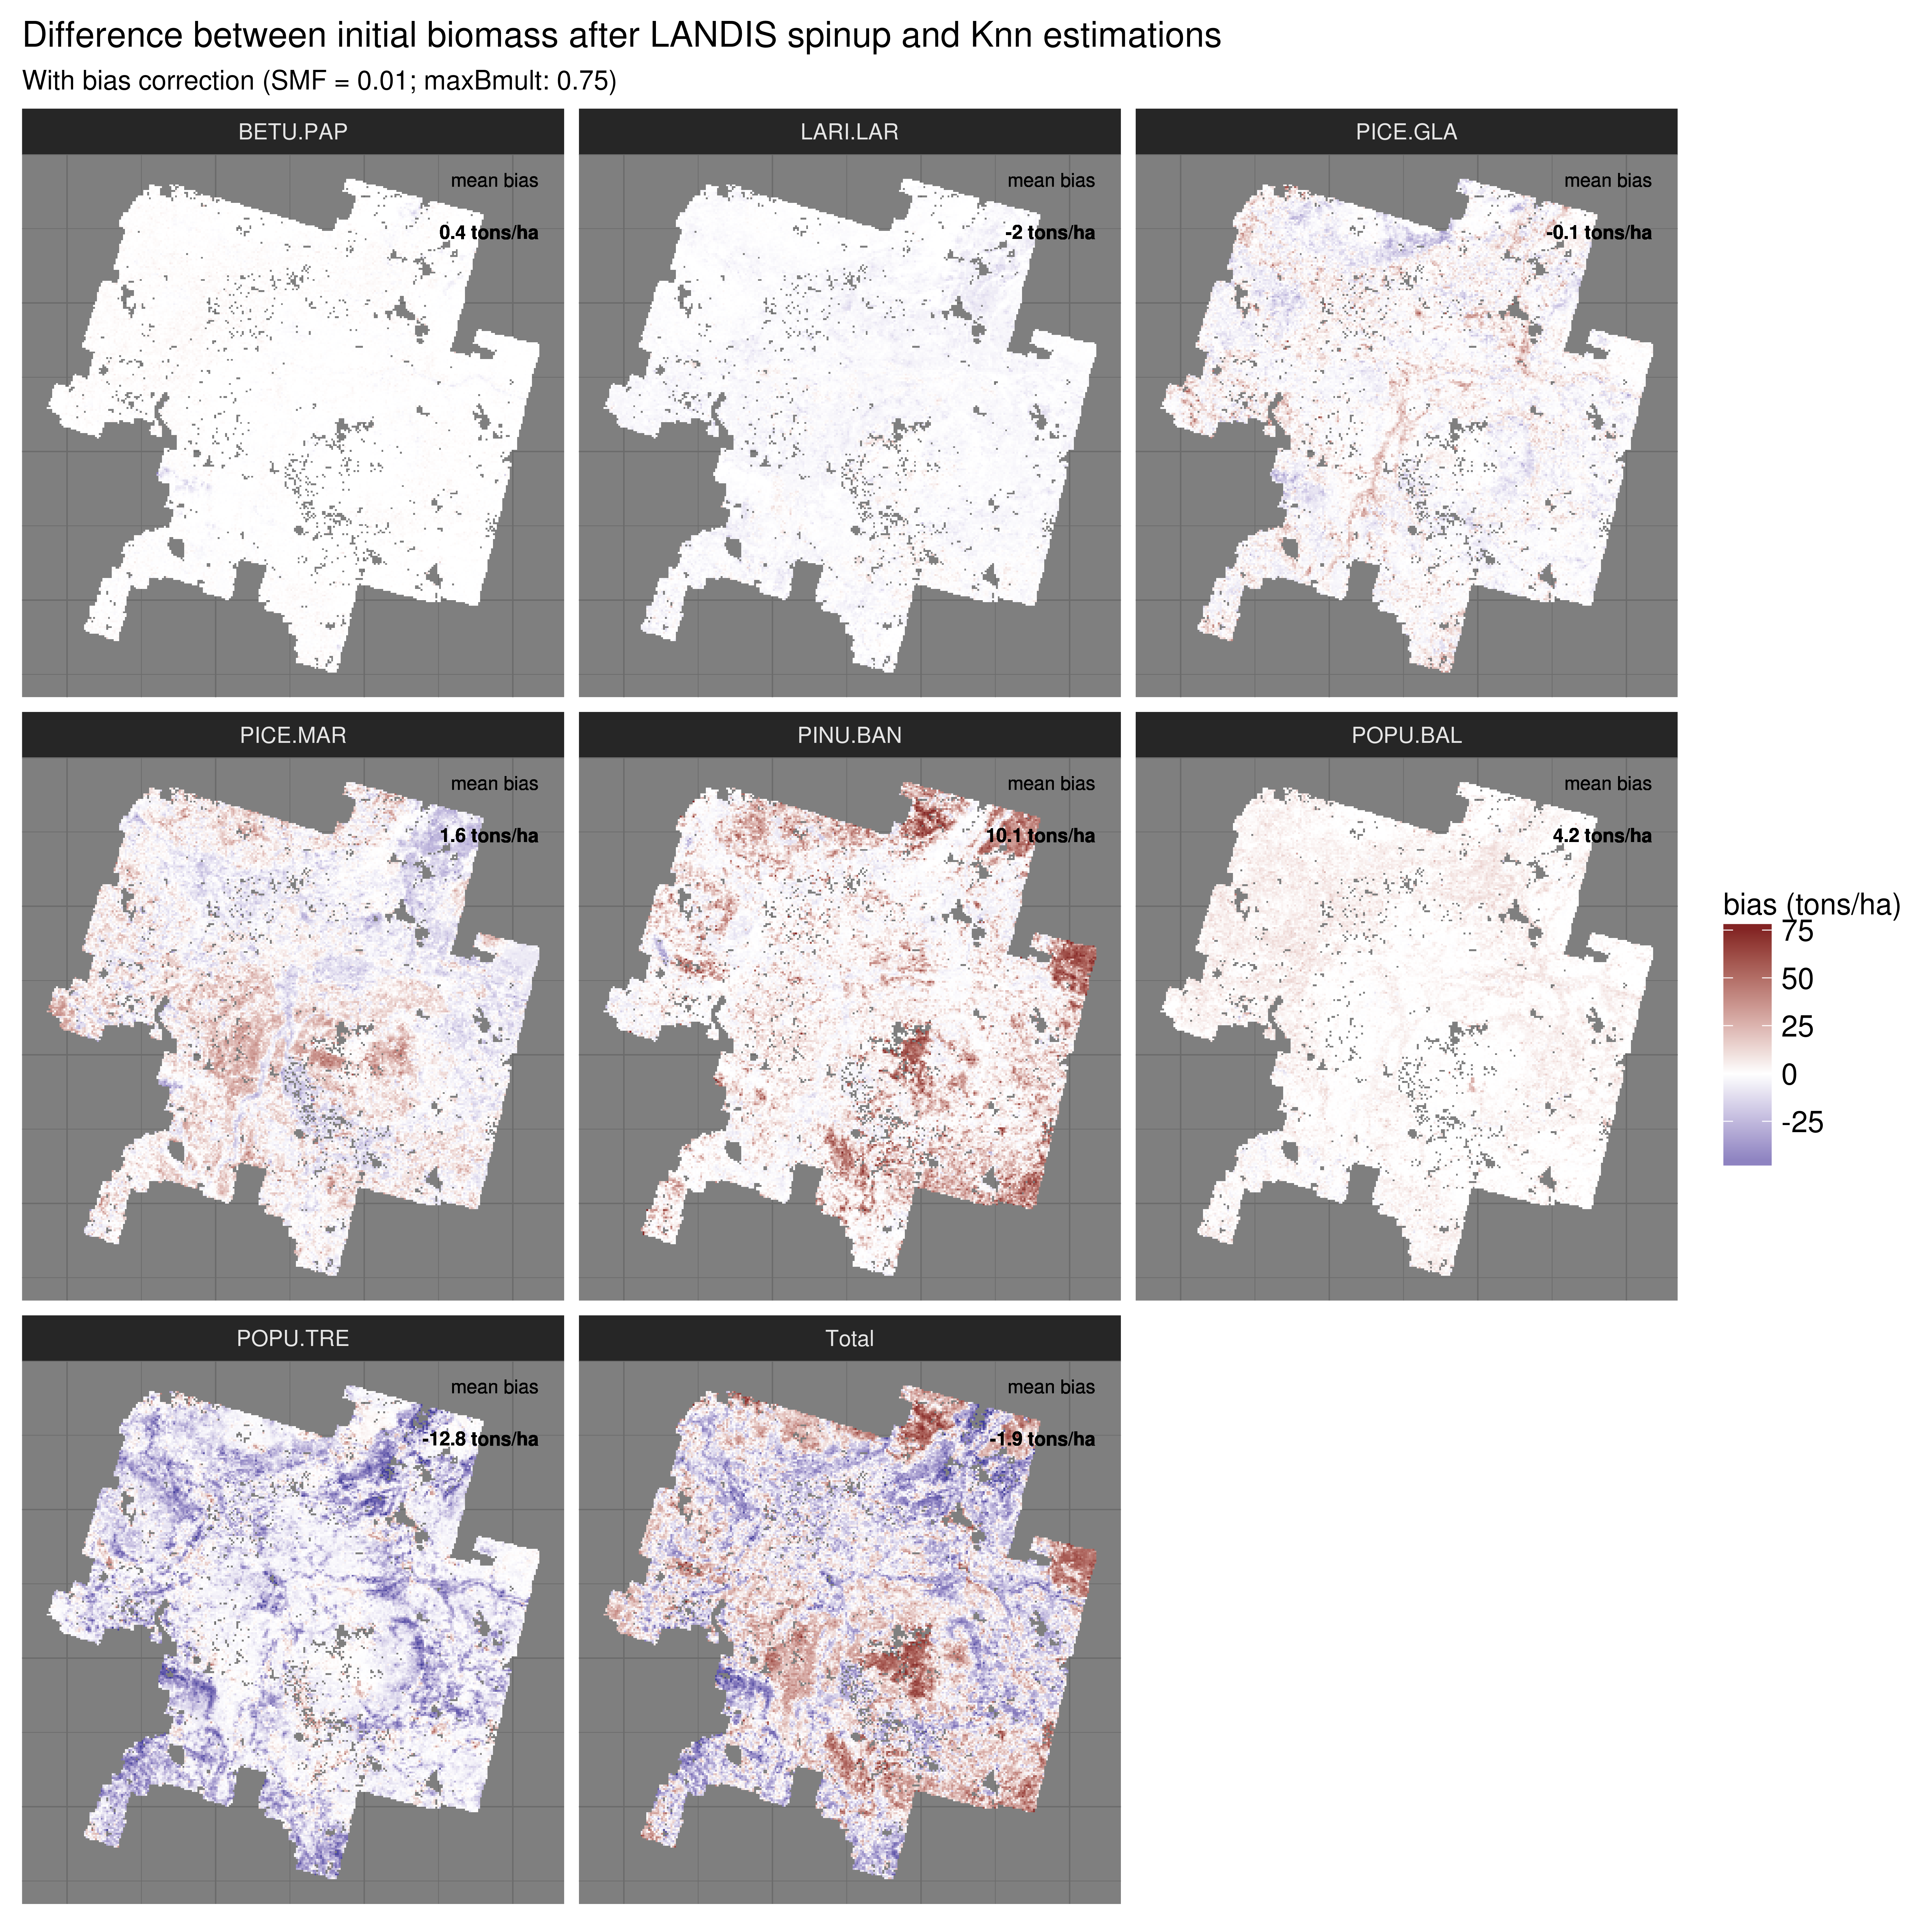 Difference between initial biomass after LANDIS spinup and Knn estimations
With bias correction (SMF = 0.01; maxBmult: 0.75)
BETU.PAP
mean bias
0.4 tons/ha
LARI.LAR
mean bias
-2 tons/ha
PICE.GLA
mean bias
-0.1 tons/ha
PICE.MAR
mean bias
1.6 tons/ha
PINU.BAN
mean bias
10.1 tons/ha
POPU.BAL
mean bias
4.2 tons/ha
POPU.TRE
mean bias
-12.8 tons/ha
Total
mean bias
-1.9 tons/ha
bias (tons/ha)
75
50
25
0
-25